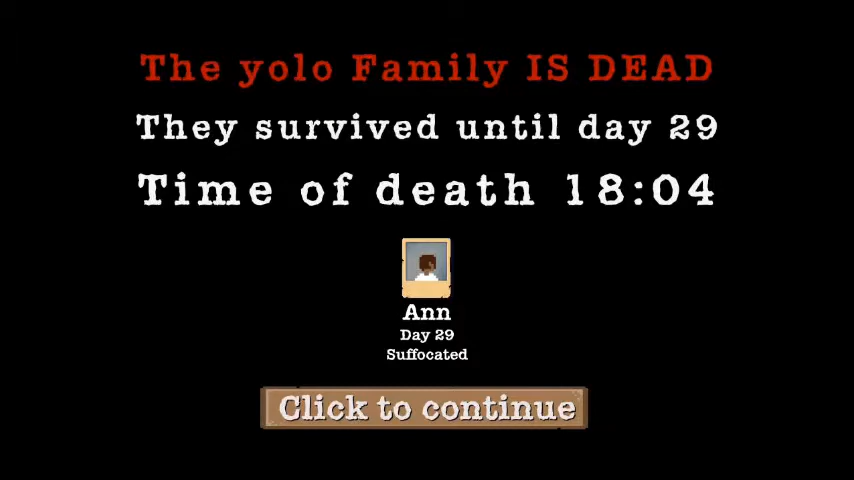 The yolo Family IS DEAD
They survived until day 29
Time of death 18:04
Ann
Day 29
Suffocated
Click to continue